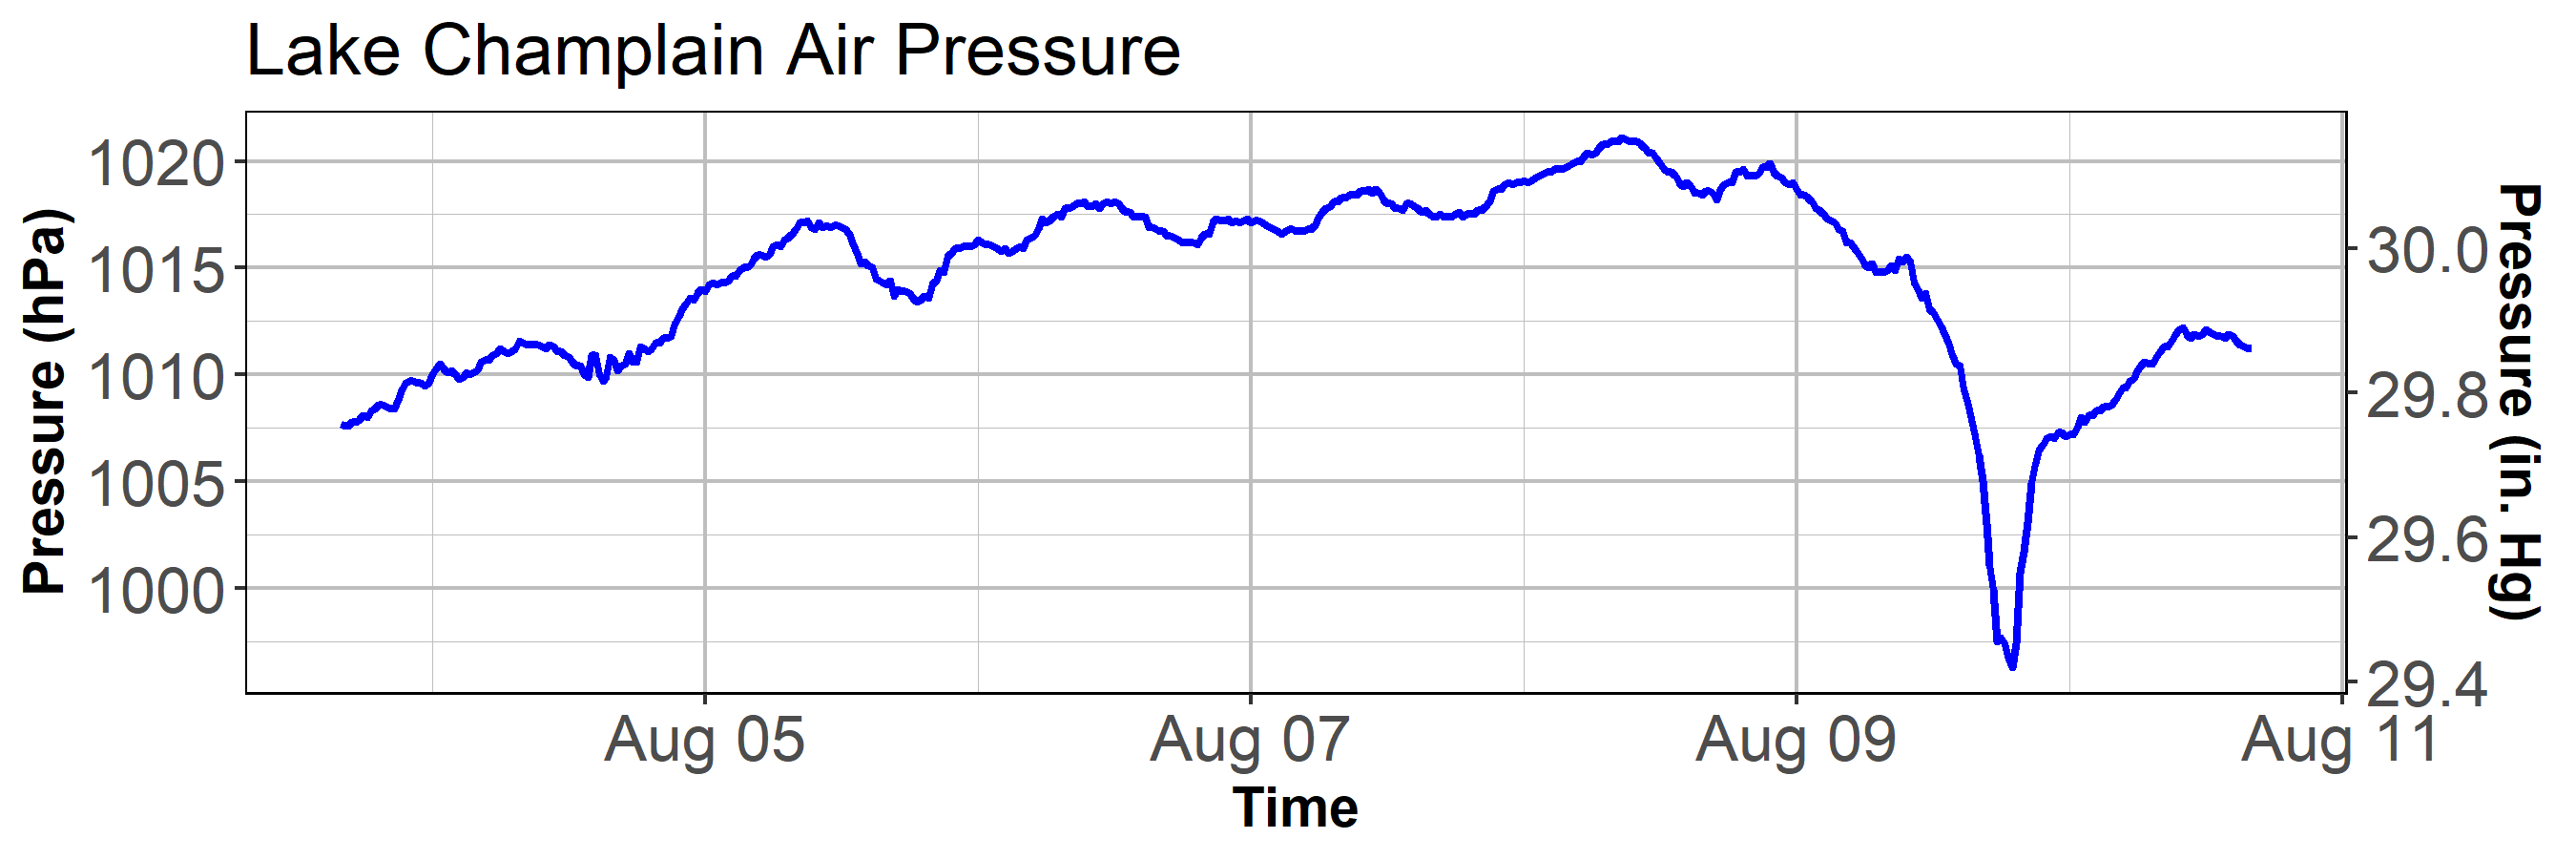 Lake Champlain Air Pressure
Pressure (hPa)
1020
1015
1010
1005
1000
30.0
29.8
29.6
29.4
Pressure (in. Hg)
Aug 05
Aug 07
Aug 09
Aug 11
Time